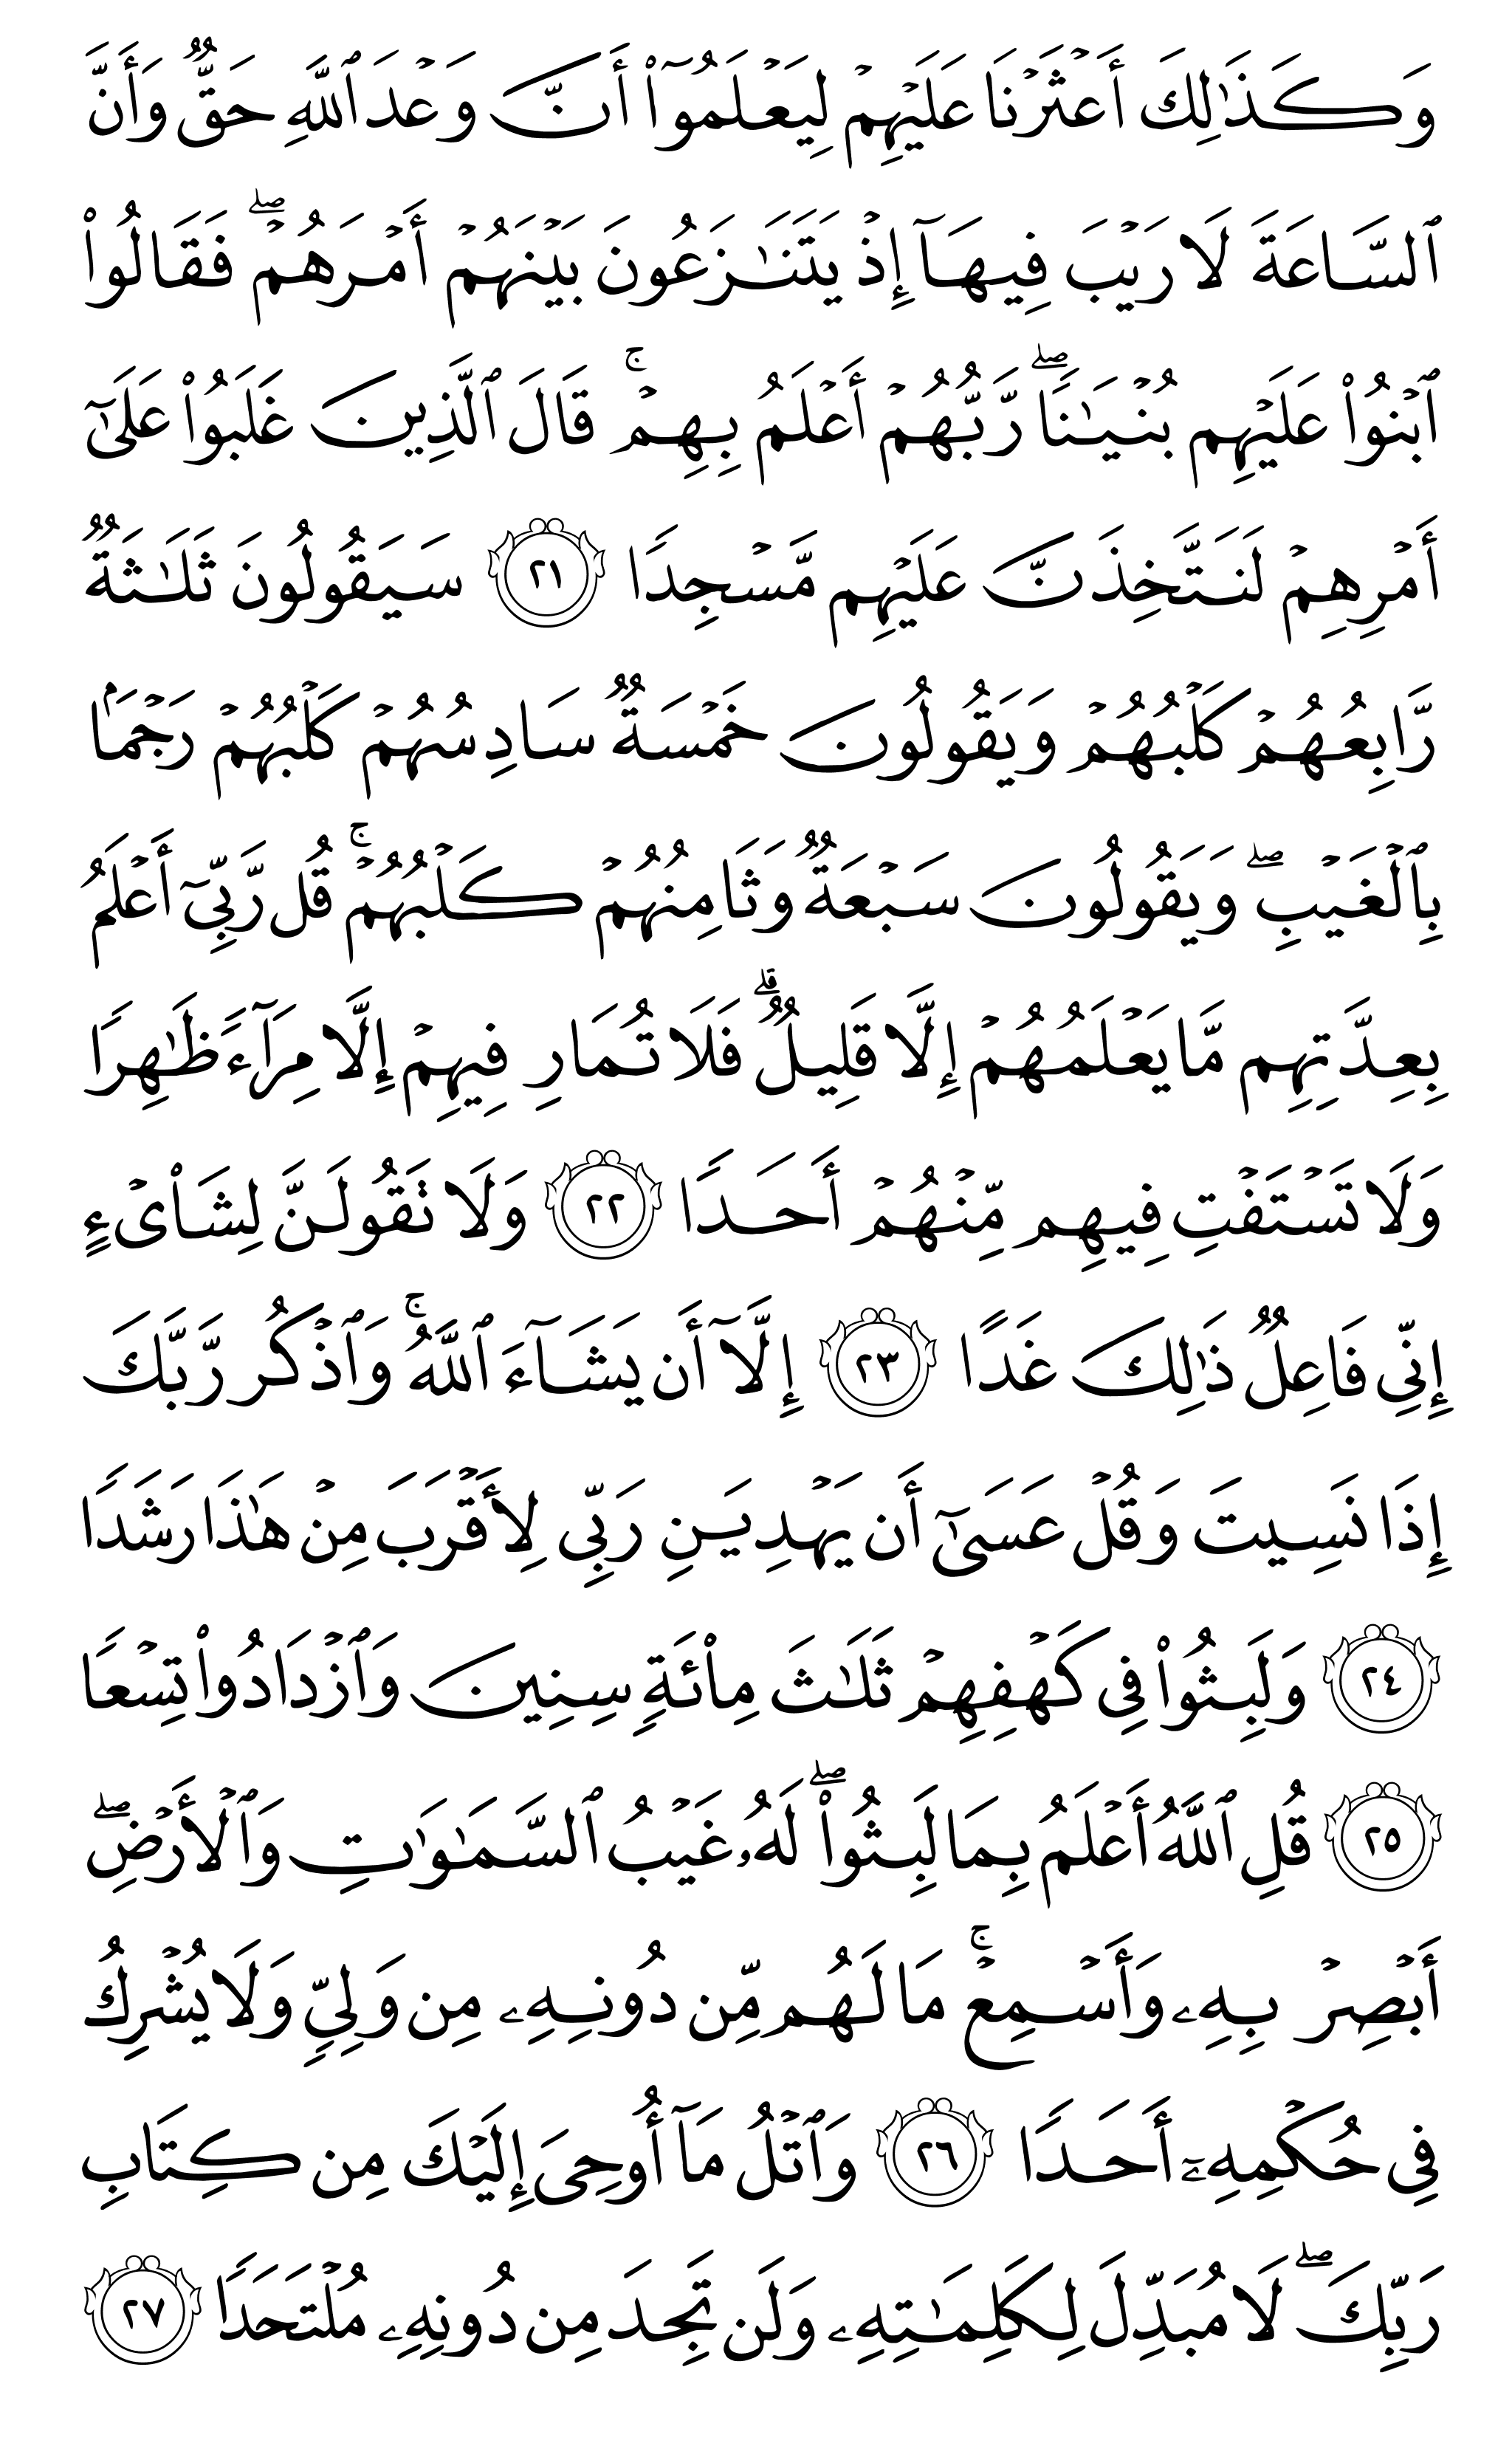 وَكَذَٰلِكَ أَعْثَرْنَا عَلَيْهِمْ لِيَعْلَمُوٓا۟ أَنَّ وَعْدَ ٱللَّهِ حَقٌّ وَأَنَّ
ٱلسَّاعَةَ لَا رَيْبَ فِيهَآ إِذْ يَتَنَـٰزَعُونَ بَيْنَهُمْ أَمْرَهُمْ ۖ فَقَالُوا۟
ٱبْنُوا۟ عَلَيْهِم بُنْيَـٰنًا ۖ رَّبُّهُمْ أَعْلَمُ بِهِمْ ۚ قَالَ ٱلَّذِينَ غَلَبُوا۟ عَلَىٰٓ
أَمْرِهِمْ لَنَتَّخِذَنَّ عَلَيْهِم مَّسْجِدًا ٢١ سَيَقُولُونَ ثَلَـٰثَةٌ
رَّابِعُهُمْ كَلْبُهُمْ وَيَقُولُونَ خَمْسَةٌ سَادِسُهُمْ كَلْبُهُمْ رَجْمًۢا
بِٱلْغَيْبِ ۖ وَيَقُولُونَ سَبْعَةٌ وَثَامِنُهُمْ كَلْبُهُمْ ۚ قُل رَّبِّىٓ أَعْلَمُ
بِعِدَّتِهِم مَّا يَعْلَمُهُمْ إِلَّا قَلِيلٌ ۗ فَلَا تُمَارِ فِيهِمْ إِلَّا مِرَآءً ظَـٰهِرًا
وَلَا تَسْتَفْتِ فِيهِم مِّنْهُمْ أَحَدًا ٢٢ وَلَا تَقُولَنَّ لِشَا۟ىْءٍ
إِنِّى فَاعِلٌ ذَٰلِكَ غَدًا ٢٣ إِلَّآ أَن يَشَآءَ ٱللَّهُ ۚ وَٱذْكُر رَّبَّكَ
إِذَا نَسِيتَ وَقُلْ عَسَىٰٓ أَن يَهْدِيَنِ رَبِّى لِأَقْرَبَ مِنْ هَـٰذَا رَشَدًا
٢٤ وَلَبِثُوا۟ فِى كَهْفِهِمْ ثَلَـٰثَ مِا۟ئَةٍ سِنِينَ وَٱزْدَادُوا۟ تِسْعًا
٢٥ قُلِ ٱللَّهُ أَعْلَمُ بِمَا لَبِثُوا۟ ۖ لَهُۥ غَيْبُ ٱلسَّمَـٰوَٰتِ وَٱلْأَرْضِ ۖ
أَبْصِرْ بِهِۦ وَأَسْمِعْ ۚ مَا لَهُم مِّن دُونِهِۦ مِن وَلِىٍّ وَلَا يُشْرِكُ
فِى حُكْمِهِۦٓ أَحَدًا ٢٦ وَٱتْلُ مَآ أُوحِىَ إِلَيْكَ مِن كِتَابِ
رَبِّكَ ۖ لَا مُبَدِّلَ لِكَلِمَـٰتِهِۦ وَلَن تَجِدَ مِن دُونِهِۦ مُلْتَحَدًا ٢٧